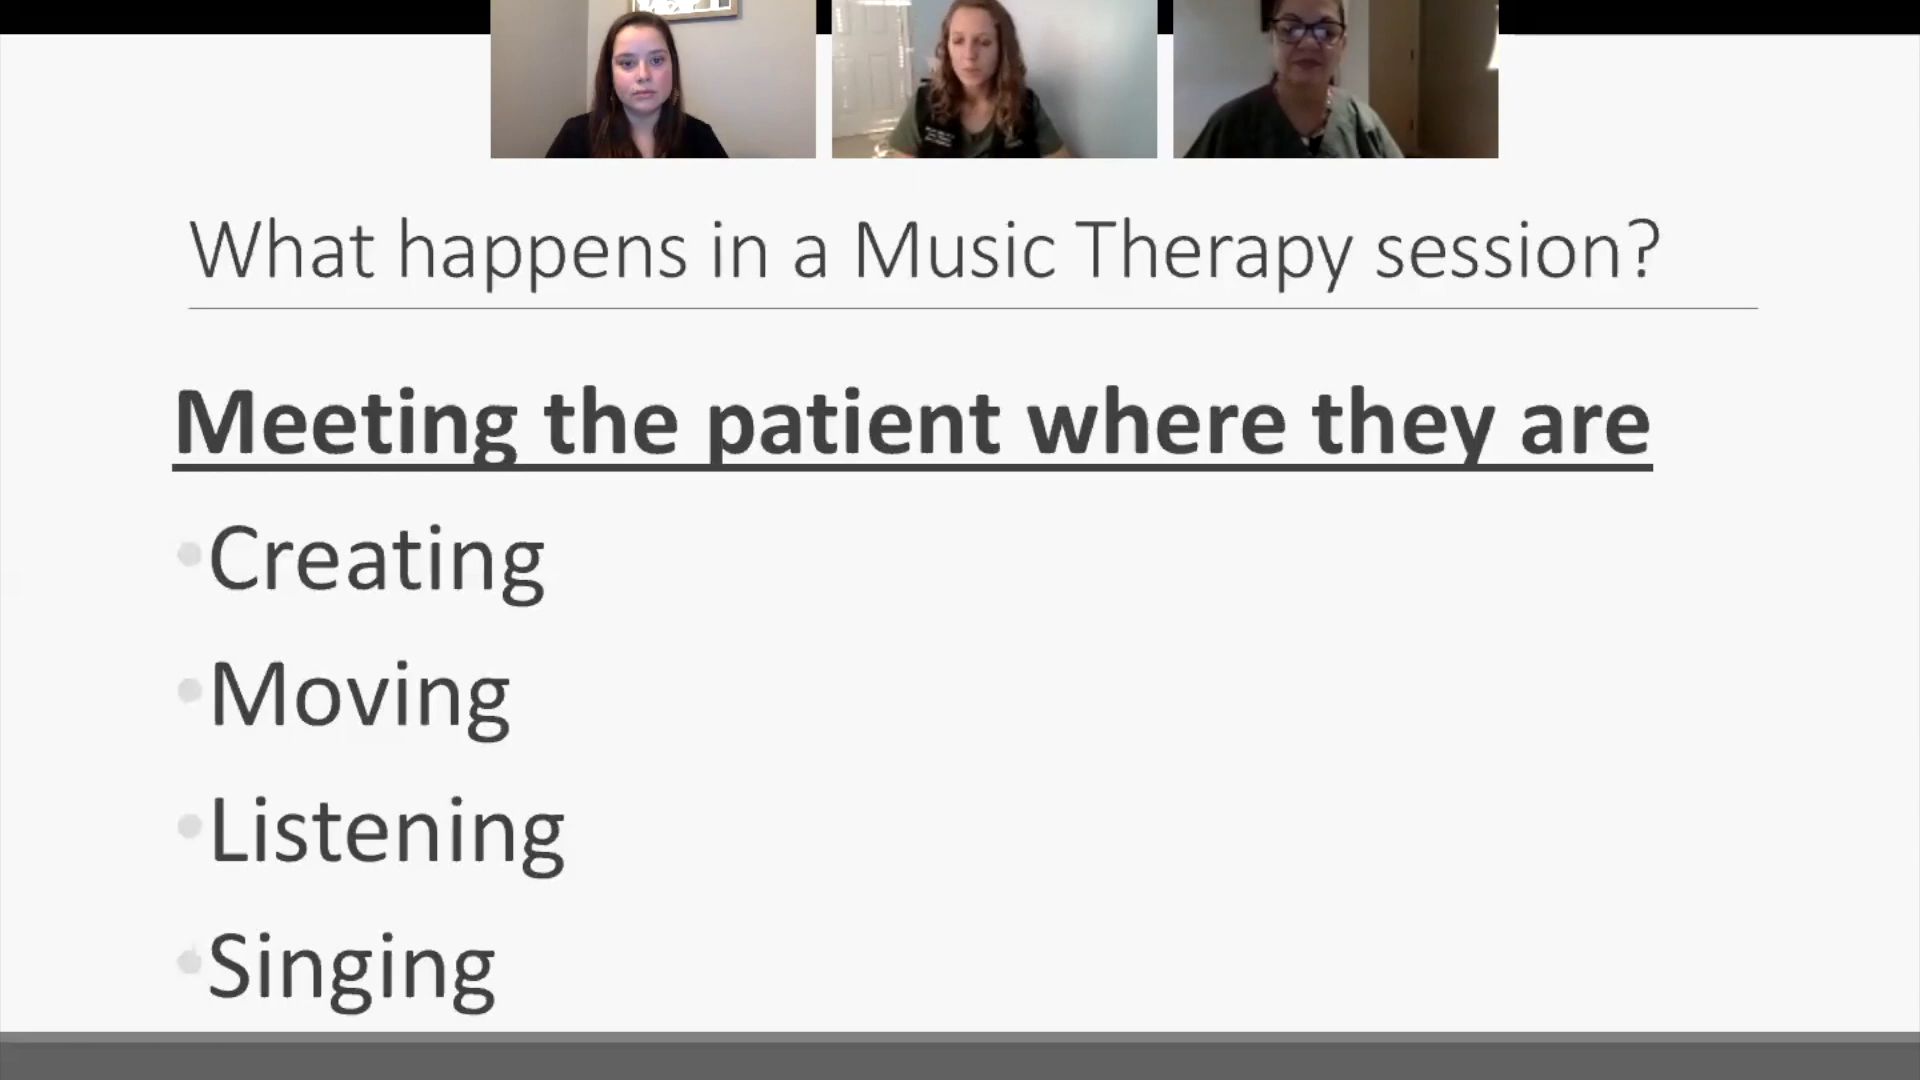 What happens in a Music Therapy session?
Meeting the patient where they are
•Creating
•Moving
•Listening
•Singing